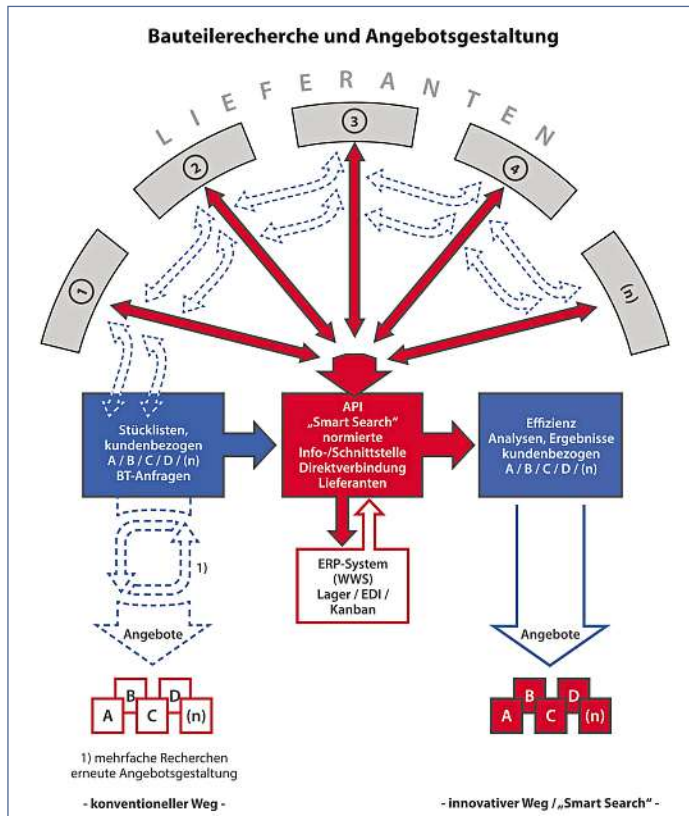 Bauteilerecherche und Angebotsgestaltung
LIEFERANTEN
1
2
3
4
(n)
Stücklisten,
kundenbezogen
A / B / C / D / (n)
BT-Anfragen
API
„Smart Search“
normierte
Info-/Schnittstelle
Direktverbindung
Lieferanten
Effizienz
Analysen, Ergebnisse
kundenbezogen
A / B / C / D / (n)
1)
ERP-System
(WWS)
Lager / EDI /
Kanban
Angebote
Angebote
B D
A C (n)
B D
A C (n)
1) mehrfache Recherchen
erneute Angebotsgestaltung
- konventioneller Weg -
- innovativer Weg /„Smart Search“ -